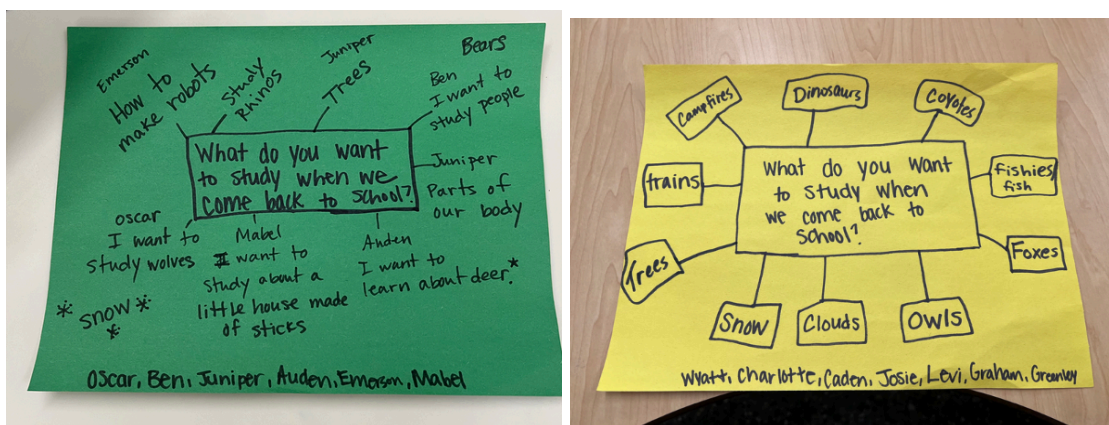 Emerson
How to
make robots
Study
Rhinos
Juniper
Trees
Bears
Ben
I want to
study people
What do you want
to study when we
come back to school?
Juniper
Parts of
our body
Oscar
I want to
study wolves
Mabel
I want to
study about a
little house made
of sticks
Auden
I want to
learn about deer.*
* snow *
*
Oscar, Ben, Juniper, Auden, Emerson, Mabel
Campfires
Dinosaurs
Coyotes
trains
What do you want
to study when
we come back to
school?
fishies/
fish
Trees
Foxes
Snow
Clouds
Owls
Wyatt, Charlotte, Caden, Josie, Levi, Graham, Greenley